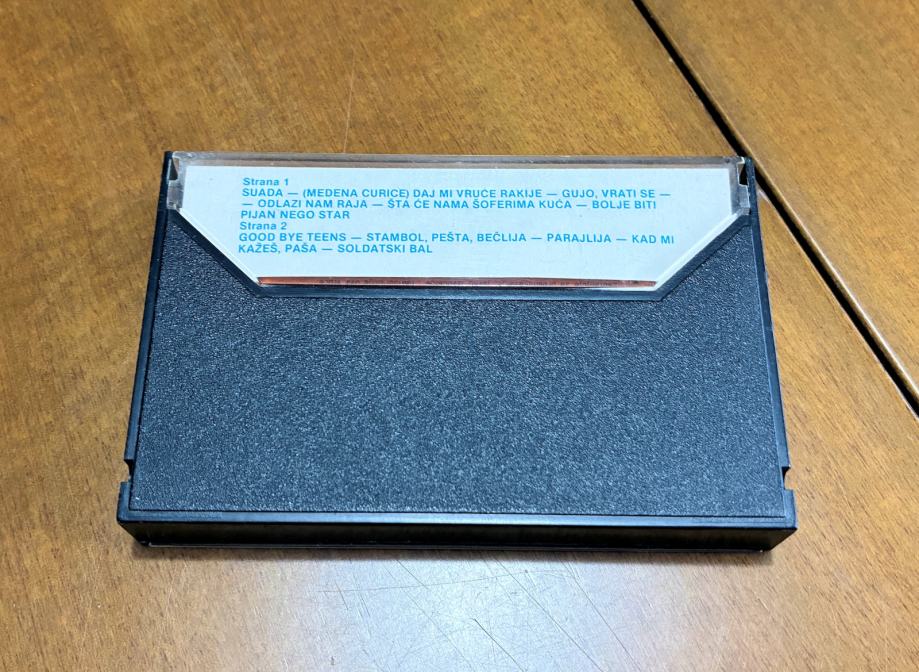 Strana 1
SUADA — (MEDENA CURICE) DAJ MI VRUĆE RAKIJE — GUJO, VRATI SE —
— ODLAZI NAM RAJA — ŠTA ĆE NAMA ŠOFERIMA KUĆA — BOLJE BITI
PIJAN NEGO STAR
Strana 2
GOOD BYE TEENS — STAMBOL, PEŠTA, BEČLIJA — PARAJLIJA — KAD MI
KAŽEŠ, PAŠA — SOLDATSKI BAL